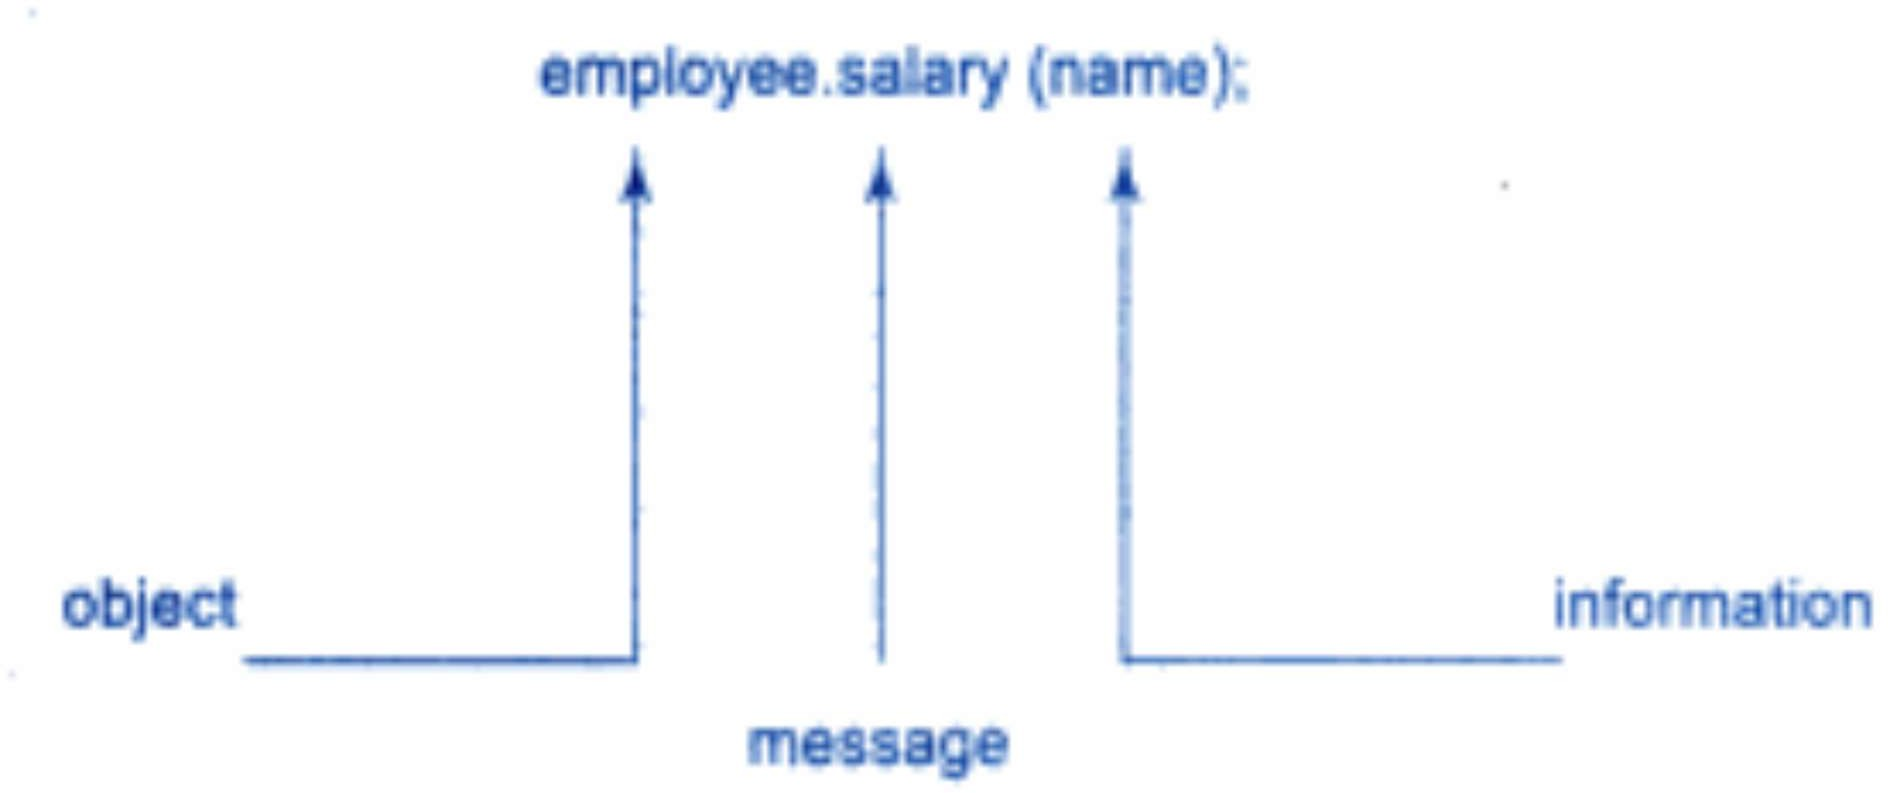 employee.salary (name);
object
information
message